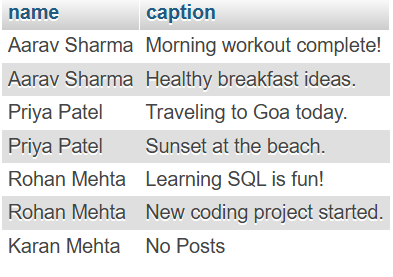 name caption
Aarav Sharma Morning workout complete!
Aarav Sharma Healthy breakfast ideas.
Priya Patel Traveling to Goa today.
Priya Patel Sunset at the beach.
Rohan Mehta Learning SQL is fun!
Rohan Mehta New coding project started.
Karan Mehta No Posts